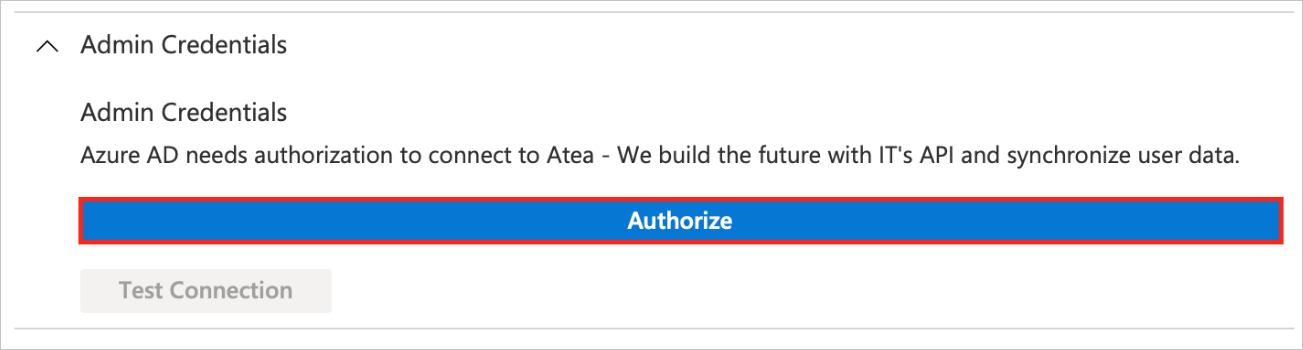 Admin Credentials
Admin Credentials
Azure AD needs authorization to connect to Atea - We build the future with IT's API and synchronize user data.
Authorize
Test Connection